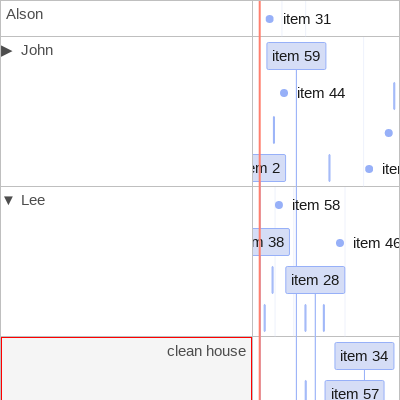 Alson
item 31
▶ John
item 59
item 44
em 2
item
▼ Lee
item 58
m 38
item 46
item 28
clean house
item 34
item 57